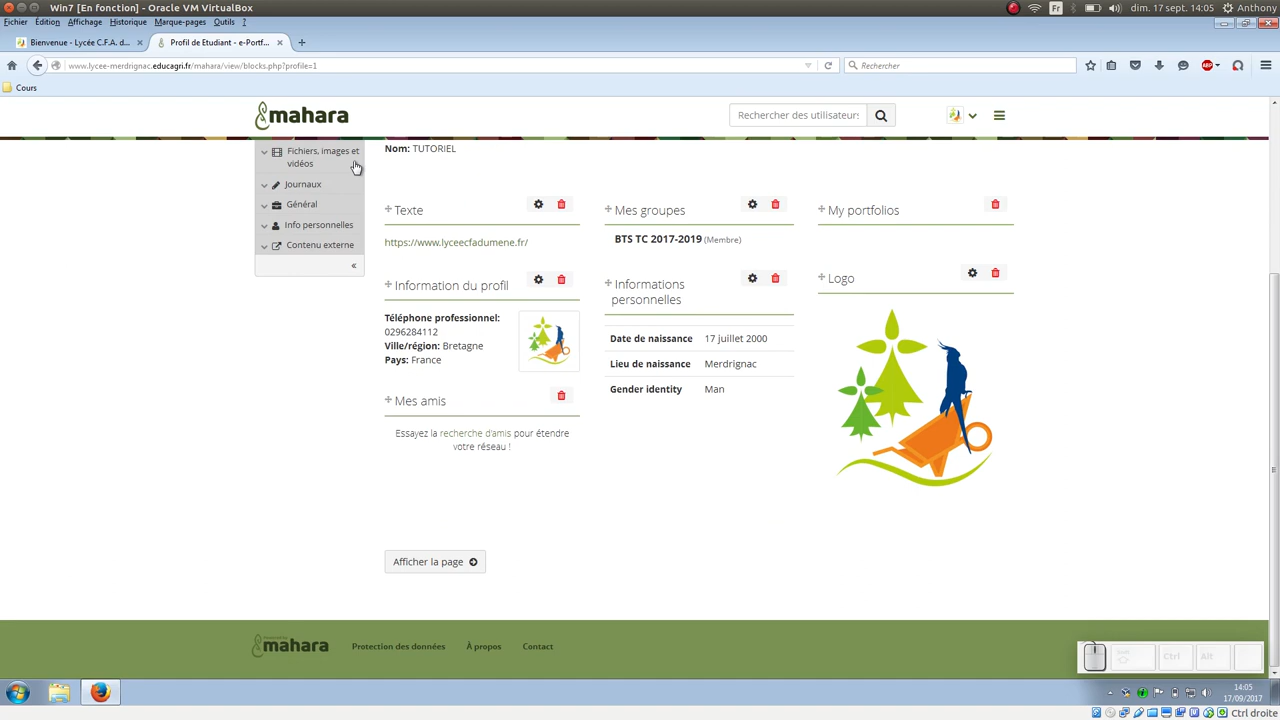 Win7 [En fonction] - Oracle VM VirtualBox
Fr
dim. 17 sept. 14:05
Anthony
Fichier Édition Affichage Historique Marque-pages Outils ?
Bienvenue - Lycée C.F.A. d...
Profil de Etudiant - e-Portf...
www.lycee-merdrignac.educagri.fr/mahara/view/blocks.php?profile=1
Rechercher
ABP
Cours
mahara
Rechercher des utilisateurs
Fichiers, images et
vidéos
Journaux
Général
Info personnelles
Contenu externe
«
Nom: TUTORIEL
Texte
https://www.lyceecfadumene.fr/
Information du profil
Téléphone professionnel:
0296284112
Ville/région: Bretagne
Pays: France
Mes amis
Essayez la recherche d'amis pour étendre
votre réseau !
Mes groupes
BTS TC 2017-2019 (Membre)
Informations
personnelles
Date de naissance 17 juillet 2000
Lieu de naissance Merdrignac
Gender identity Man
My portfolios
Logo
Afficher la page
mahara
Protection des données
À propos
Contact
Ctrl
Alt
14:05
17/09/2017
Ctrl droite